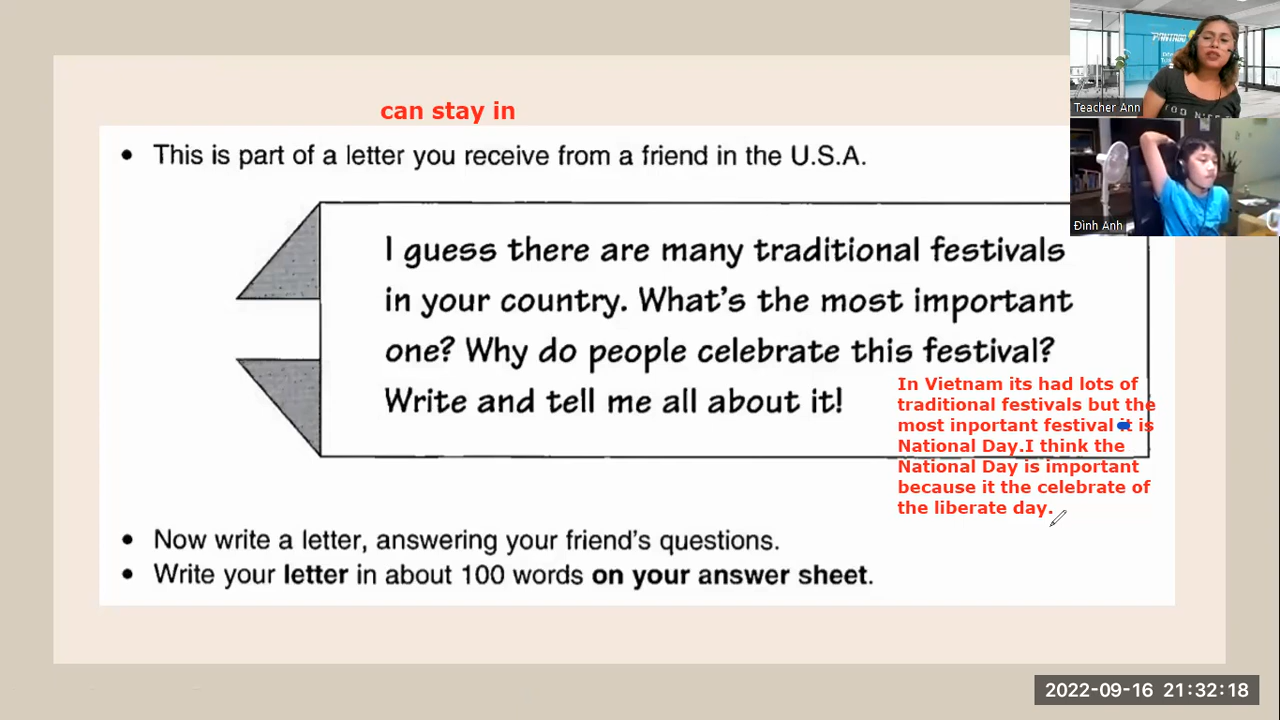 can stay in
• This is part of a letter you receive from a friend in the U.S.A.
I guess there are many traditional festivals
in your country. What's the most important
one? Why do people celebrate this festival?
Write and tell me all about it!
In Vietnam its had lots of
traditional festivals but the
most inportant festival it is
National Day.I think the
National Day is important
because it the celebrate of
the liberate day.
• Now write a letter, answering your friend's questions.
• Write your letter in about 100 words on your answer sheet.
PANTADO
Teacher Ann
Đình Anh
2022-09-16 21:32:18